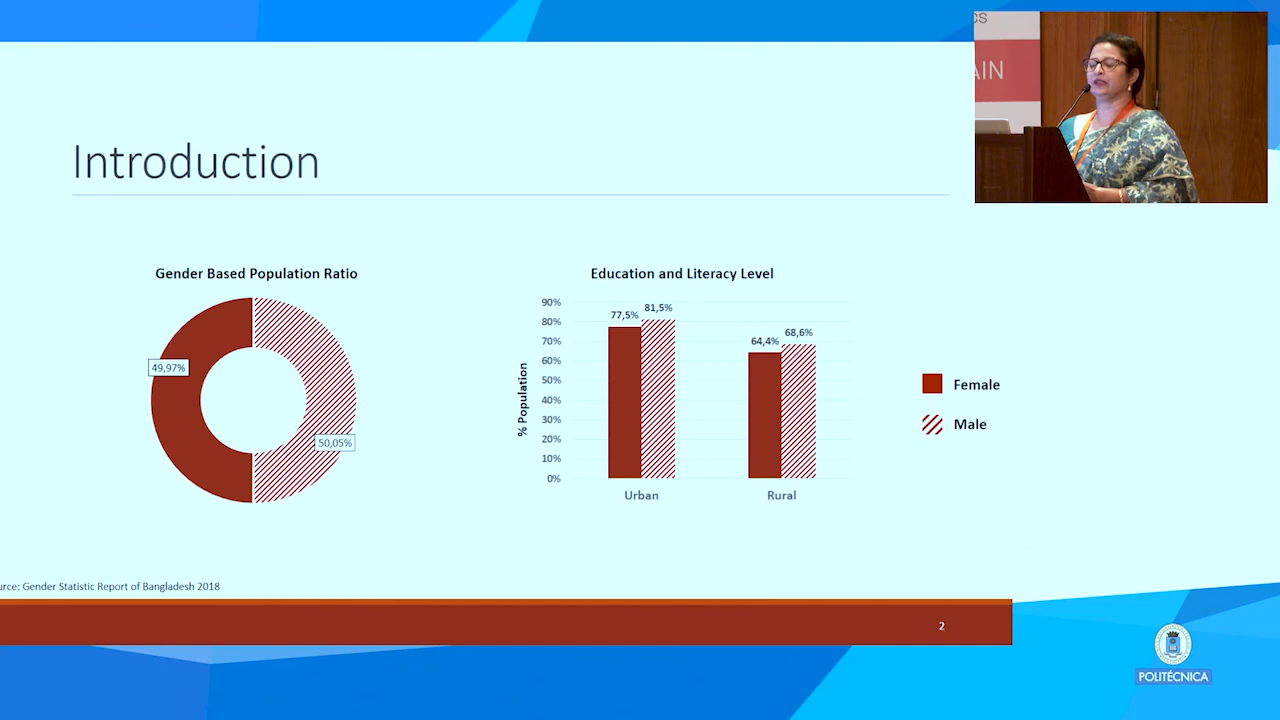 CS
AIN
Introduction
Gender Based Population Ratio
49,97%
50,05%
Education and Literacy Level
% Population
90%
80%
70%
60%
50%
40%
30%
20%
10%
0%
77,5%
81,5%
64,4%
68,6%
Urban
Rural
Female
Male
urce: Gender Statistic Report of Bangladesh 2018
2
POLITÉCNICA